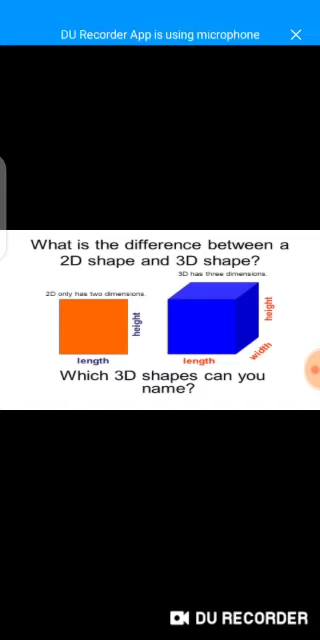 DU Recorder App is using microphone
What is the difference between a
2D shape and 3D shape?
3D has three dimensions.
2D only has two dimensions.
height
height
length
length
width
Which 3D shapes can you
name?
DU RECORDER